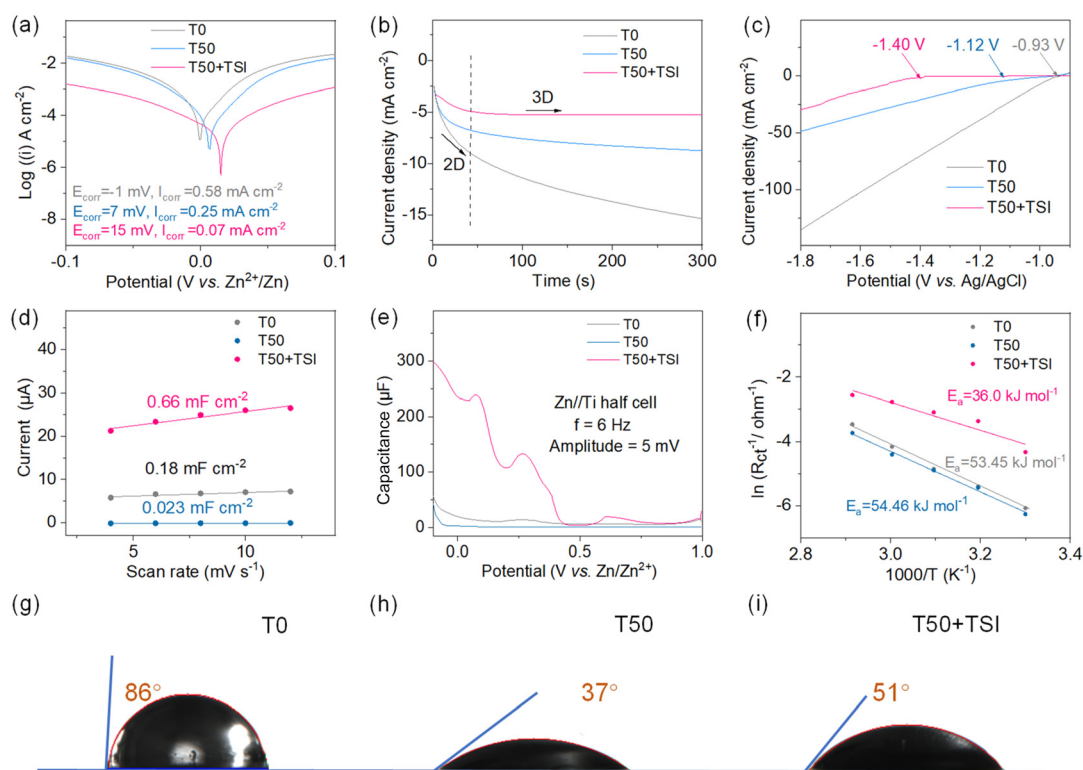 (a)
T0
T50
T50+TSI
Log ((i) A cm-2)
-2
-4
-6
-8
Ecorr=-1 mV, Icorr=0.58 mA cm-2
Ecorr=7 mV, Icorr=0.25 mA cm-2
Ecorr=15 mV, Icorr=0.07 mA cm-2
-0.1
0.0
0.1
Potential (V vs. Zn2+/Zn)
(b)
T0
T50
T50+TSI
Current density (mA cm-2)
5
0
-5
-10
-15
3D
2D
0
100
200
300
Time (s)
(c)
-1.40 V
-1.12 V
-0.93 V
Current density (mA cm-2)
0
-50
-100
T0
T50
T50+TSI
-1.8
-1.6
-1.4
-1.2
-1.0
Potential (V vs. Ag/AgCl)
(d)
T0
T50
T50+TSI
Current (μA)
40
30
20
10
0
0.66 mF cm-2
0.18 mF cm-2
0.023 mF cm-2
5
10
Scan rate (mV s-1)
(e)
T0
T50
T50+TSI
Capacitance (μF)
300
200
100
0
Zn//Ti half cell
f = 6 Hz
Amplitude = 5 mV
0.0
0.5
1.0
Potential (V vs. Zn/Zn2+)
(f)
T0
T50
T50+TSI
ln (Rct-1/ ohm-1)
-2
-4
-6
Ea=36.0 kJ mol-1
Ea=53.45 kJ mol-1
Ea=54.46 kJ mol-1
2.8
3.0
3.2
3.4
1000/T (K-1)
(g)
T0
86°
(h)
T50
37°
(i)
T50+TSI
51°